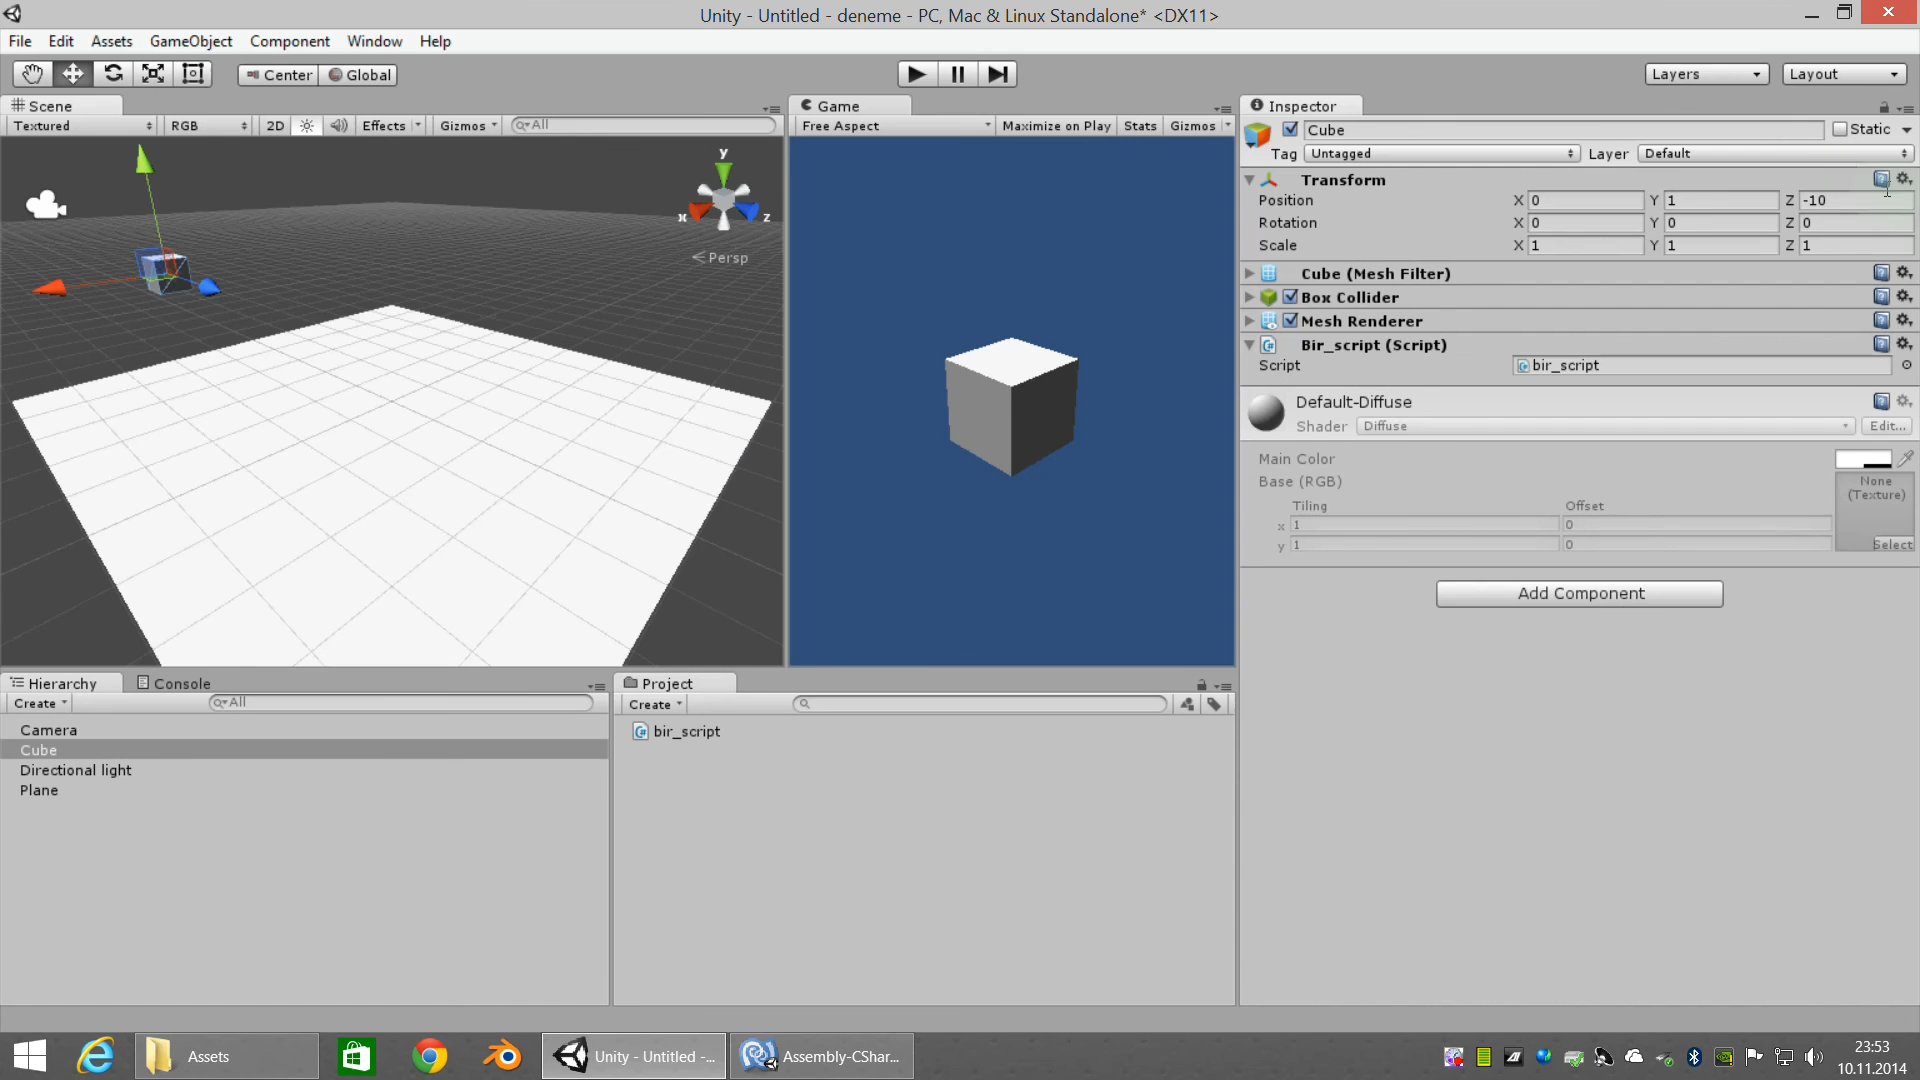 Unity - Untitled - deneme - PC, Mac & Linux Standalone* <DX11>
File Edit Assets GameObject Component Window Help
Center Global
Layers Layout
Scene
Textured RGB 2D Effects Gizmos All
y
x z
Persp
Game
Free Aspect Maximize on Play Stats Gizmos
Inspector
Cube Static
Tag Untagged Layer Default
Transform
Position X 0 Y 1 Z -10
Rotation X 0 Y 0 Z 0
Scale X 1 Y 1 Z 1
Cube (Mesh Filter)
Box Collider
Mesh Renderer
Bir_script (Script)
Script bir_script
Default-Diffuse
Shader Diffuse Edit...
Main Color
Base (RGB)
None
(Texture)
Tiling Offset
x 1 0
y 1 0
Select
Add Component
Hierarchy Console
Create All
Camera
Cube
Directional light
Plane
Project
Create
bir_script
Assets
Unity - Untitled -...
Assembly-CShar...
23:53
10.11.2014